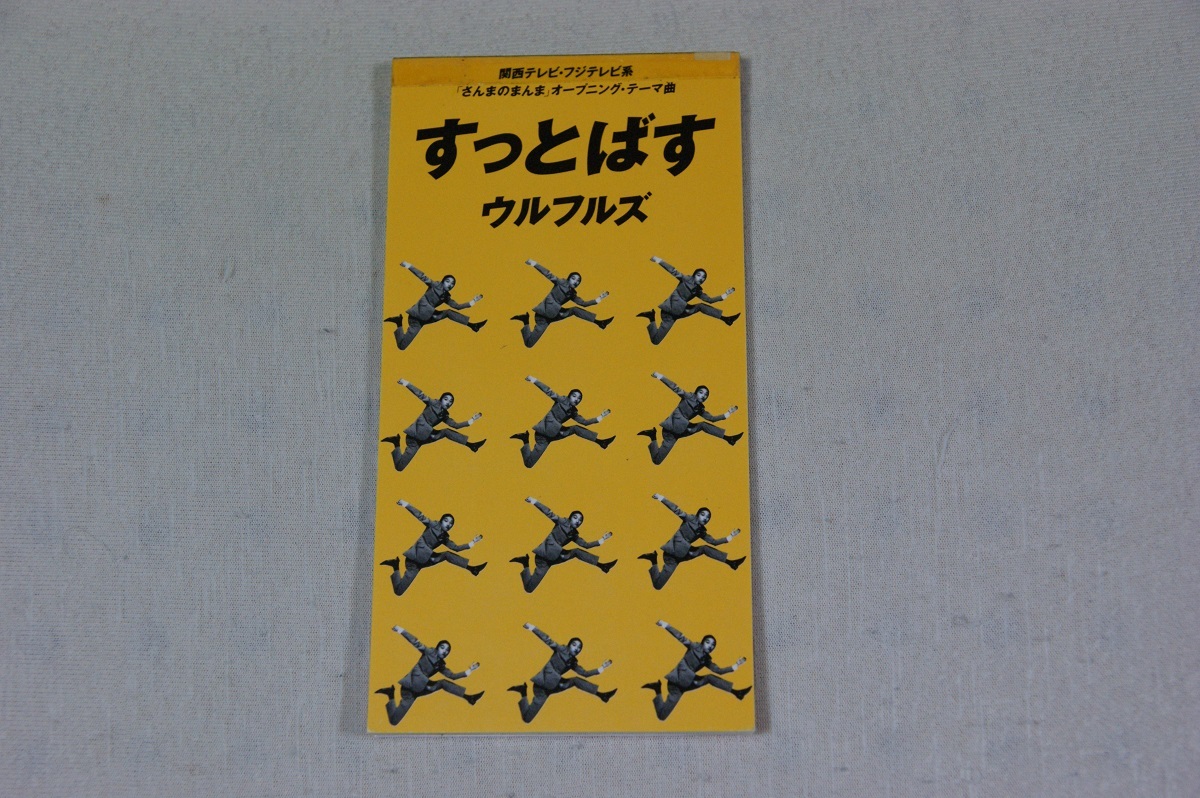 関西テレビ・フジテレビ系
「さんまのまんま」オープニング・テーマ曲
すっとばす
ウルフルズ